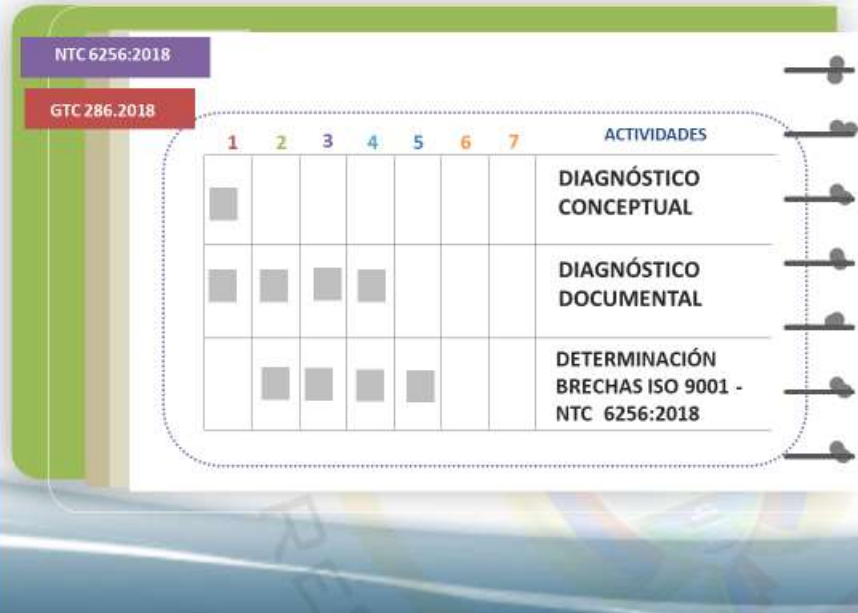 NTC 6256:2018
GTC 286.2018
1 2 3 4 5 6 7 ACTIVIDADES
DIAGNÓSTICO
CONCEPTUAL
DIAGNÓSTICO
DOCUMENTAL
DETERMINACIÓN
BRECHAS ISO 9001 -
NTC 6256:2018